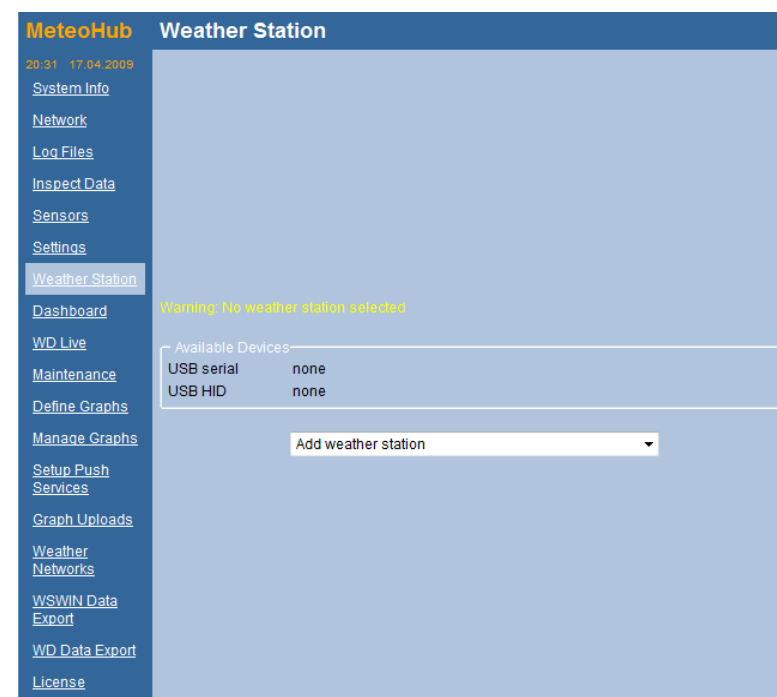 MeteoHub
Weather Station
20:31 17.04.2009
System Info
Network
Log Files
Inspect Data
Sensors
Settings
Weather Station
Dashboard
WD Live
Maintenance
Define Graphs
Manage Graphs
Setup Push
Services
Graph Uploads
Weather
Networks
WSWIN Data
Export
WD Data Export
License
Warning: No weather station selected
Available Devices
USB serial none
USB HID none
Add weather station